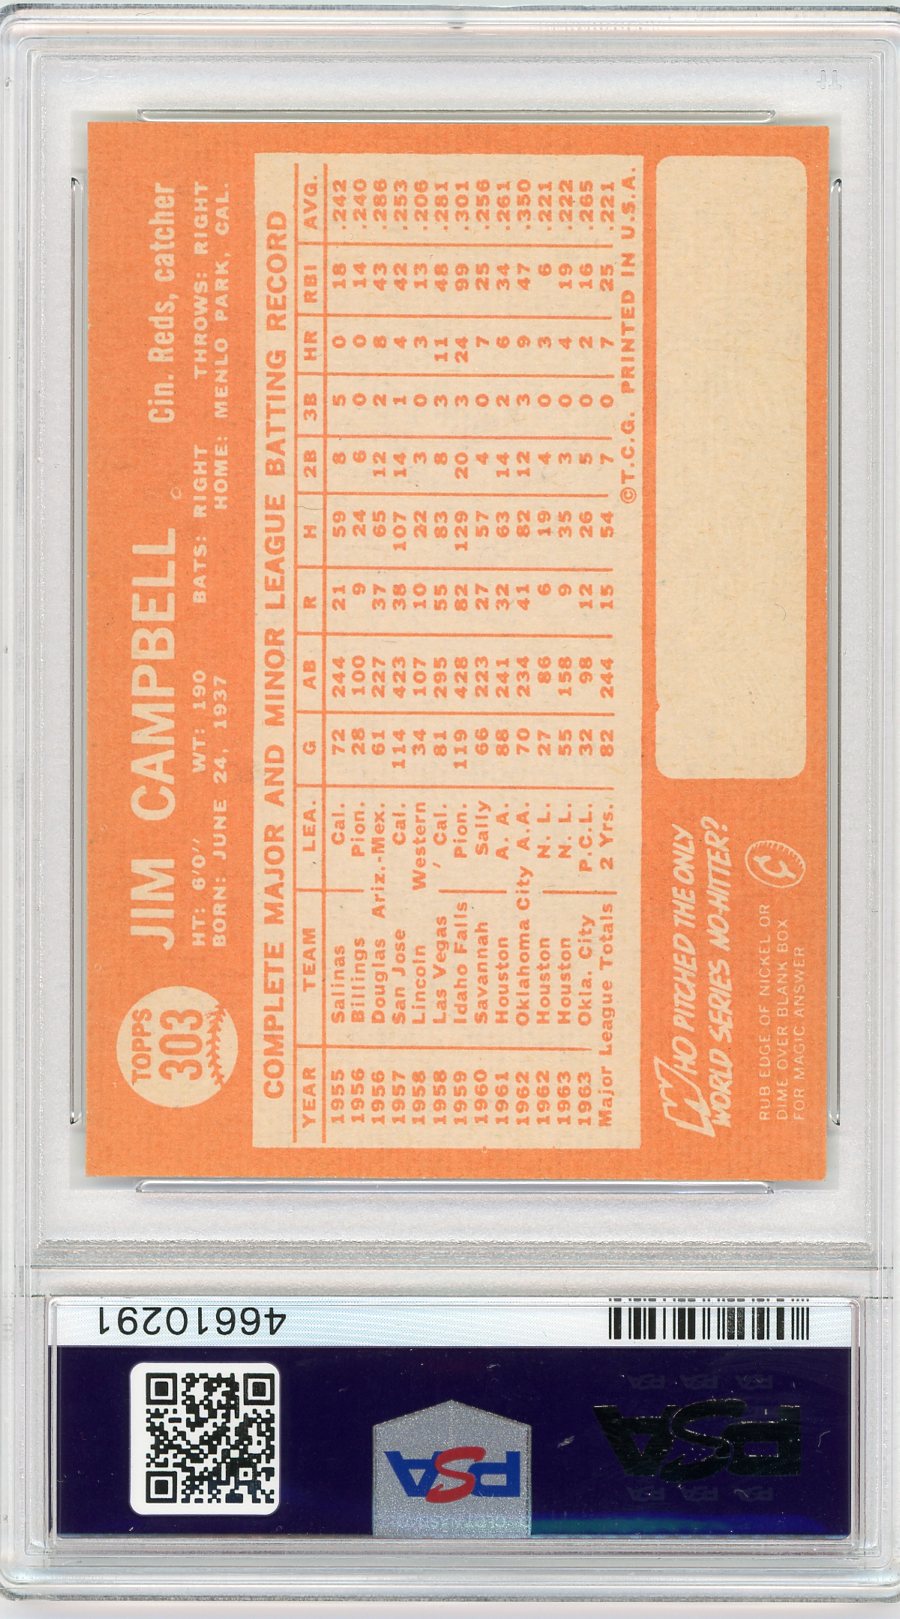 TOPPS
303
JIM CAMPBELL Cin. Reds, catcher
HT: 6'0" WT: 190 BATS: RIGHT THROWS: RIGHT
BORN: JUNE 24, 1937 HOME: MENLO PARK, CAL.
COMPLETE MAJOR AND MINOR LEAGUE BATTING RECORD
YEAR TEAM LEA. G AB R H 2B 3B HR RBI AVG.
1955 Salinas Cal. 72 244 21 59 8 5 0 18 .242
1956 Billings Pion. 28 100 9 24 6 0 0 14 .240
1956 Douglas Ariz.-Mex. 61 227 37 65 12 2 8 43 .286
1957 San Jose Cal. 114 423 38 107 14 1 4 42 .253
1958 Lincoln Western 34 107 10 22 3 0 3 13 .206
1958 Las Vegas Cal. 81 295 55 83 8 3 11 48 .281
1959 Idaho Falls Pion. 119 428 82 129 20 3 24 99 .301
1960 Savannah Sally 66 223 27 57 4 0 7 25 .256
1961 Houston A. A. 88 241 32 63 14 2 6 34 .261
1962 Oklahoma City A.A. 70 234 41 82 12 3 9 47 .350
1962 Houston N. L. 27 86 6 19 4 0 3 6 .221
1963 Houston N. L. 55 158 9 35 3 0 4 19 .222
1963 Okla. City P.C.L. 32 98 12 26 5 0 2 16 .265
Major League Totals 2 Yrs. 82 244 15 54 7 0 7 25 .221
©T.C.G. PRINTED IN U.S.A.
WHO PITCHED THE ONLY
WORLD SERIES NO-HITTER?
RUB EDGE OF NICKEL OR
DIME OVER BLANK BOX
FOR MAGIC ANSWER
46610291
PSA
PSA